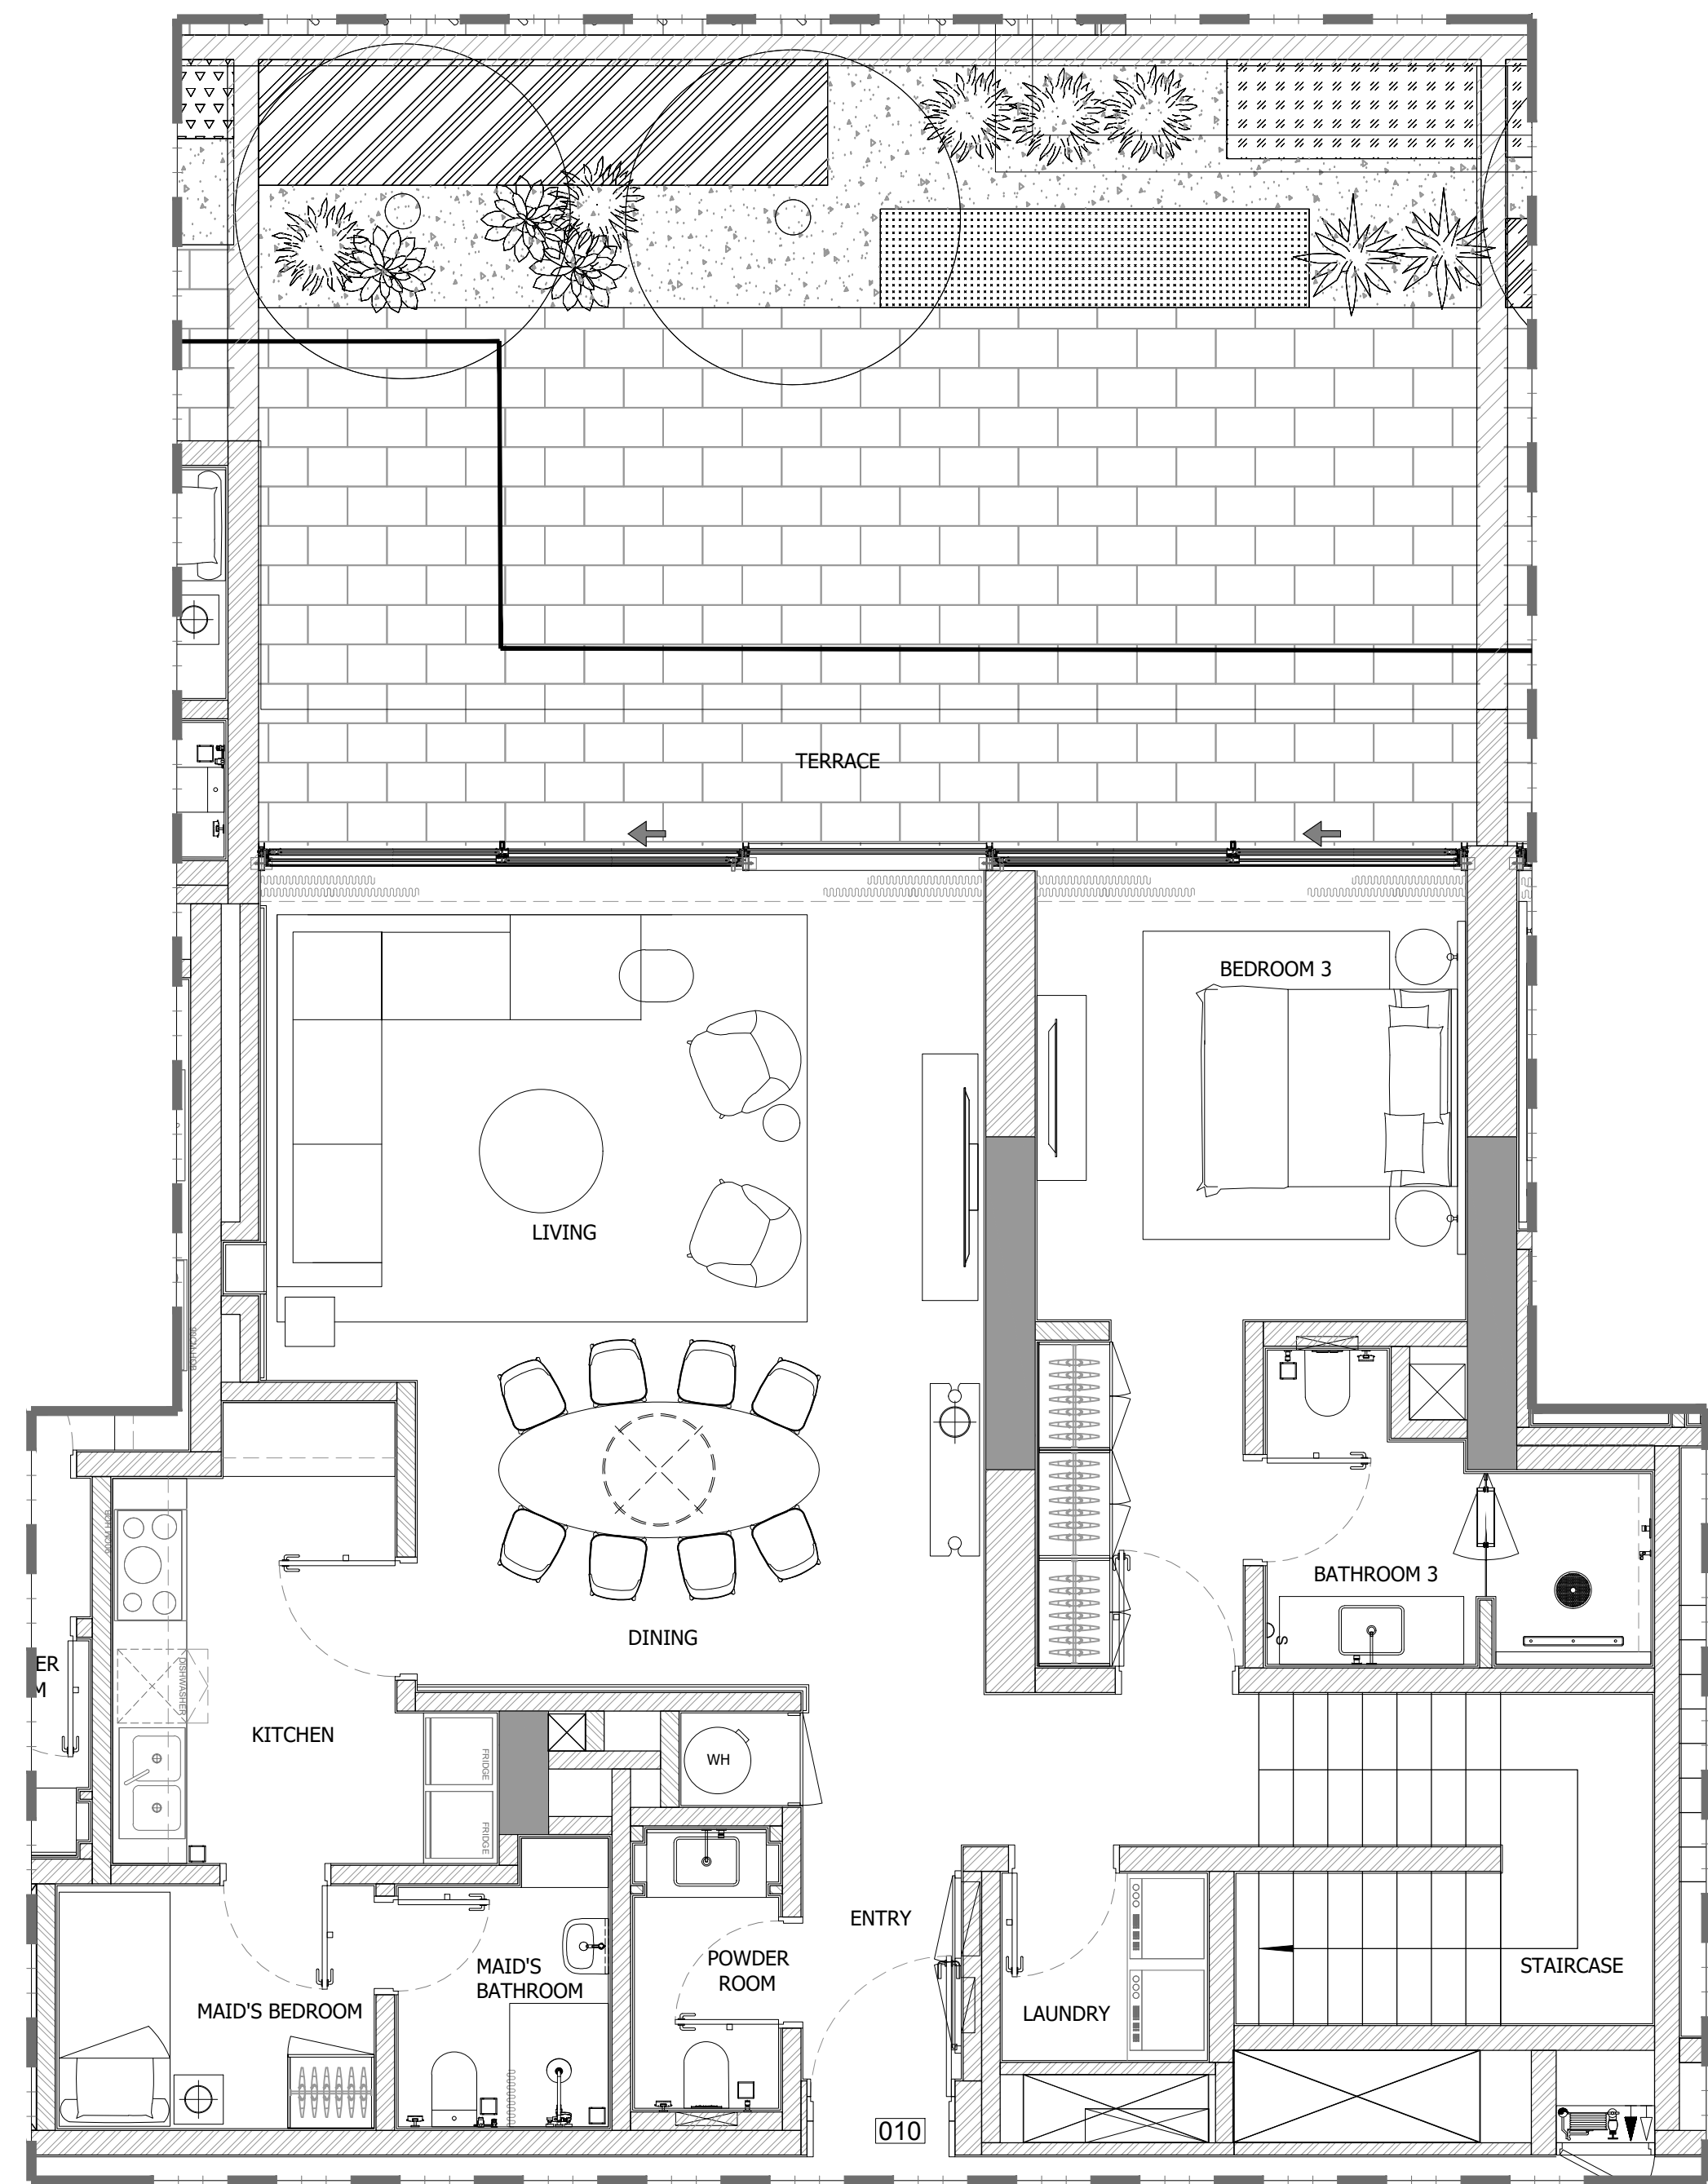 TERRACE
BEDROOM 3
LIVING
BATHROOM 3
DINING
DISHWASHER
KITCHEN
FRIDGE
WH
FRIDGE
ENTRY
POWDER
ROOM
MAID'S
BATHROOM
STAIRCASE
MAID'S BEDROOM
LAUNDRY
010
ER
M
S